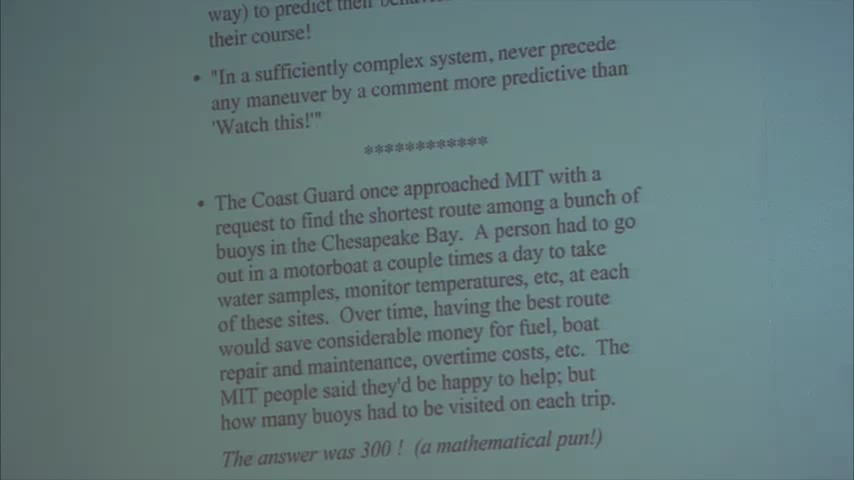 way) to predict their
their course!
• "In a sufficiently complex system, never precede
any maneuver by a comment more predictive than
'Watch this!'"
************
• The Coast Guard once approached MIT with a
request to find the shortest route among a bunch of
buoys in the Chesapeake Bay. A person had to go
out in a motorboat a couple times a day to take
water samples, monitor temperatures, etc, at each
of these sites. Over time, having the best route
would save considerable money for fuel, boat
repair and maintenance, overtime costs, etc. The
MIT people said they'd be happy to help; but
how many buoys had to be visited on each trip.
The answer was 300 ! (a mathematical pun!)